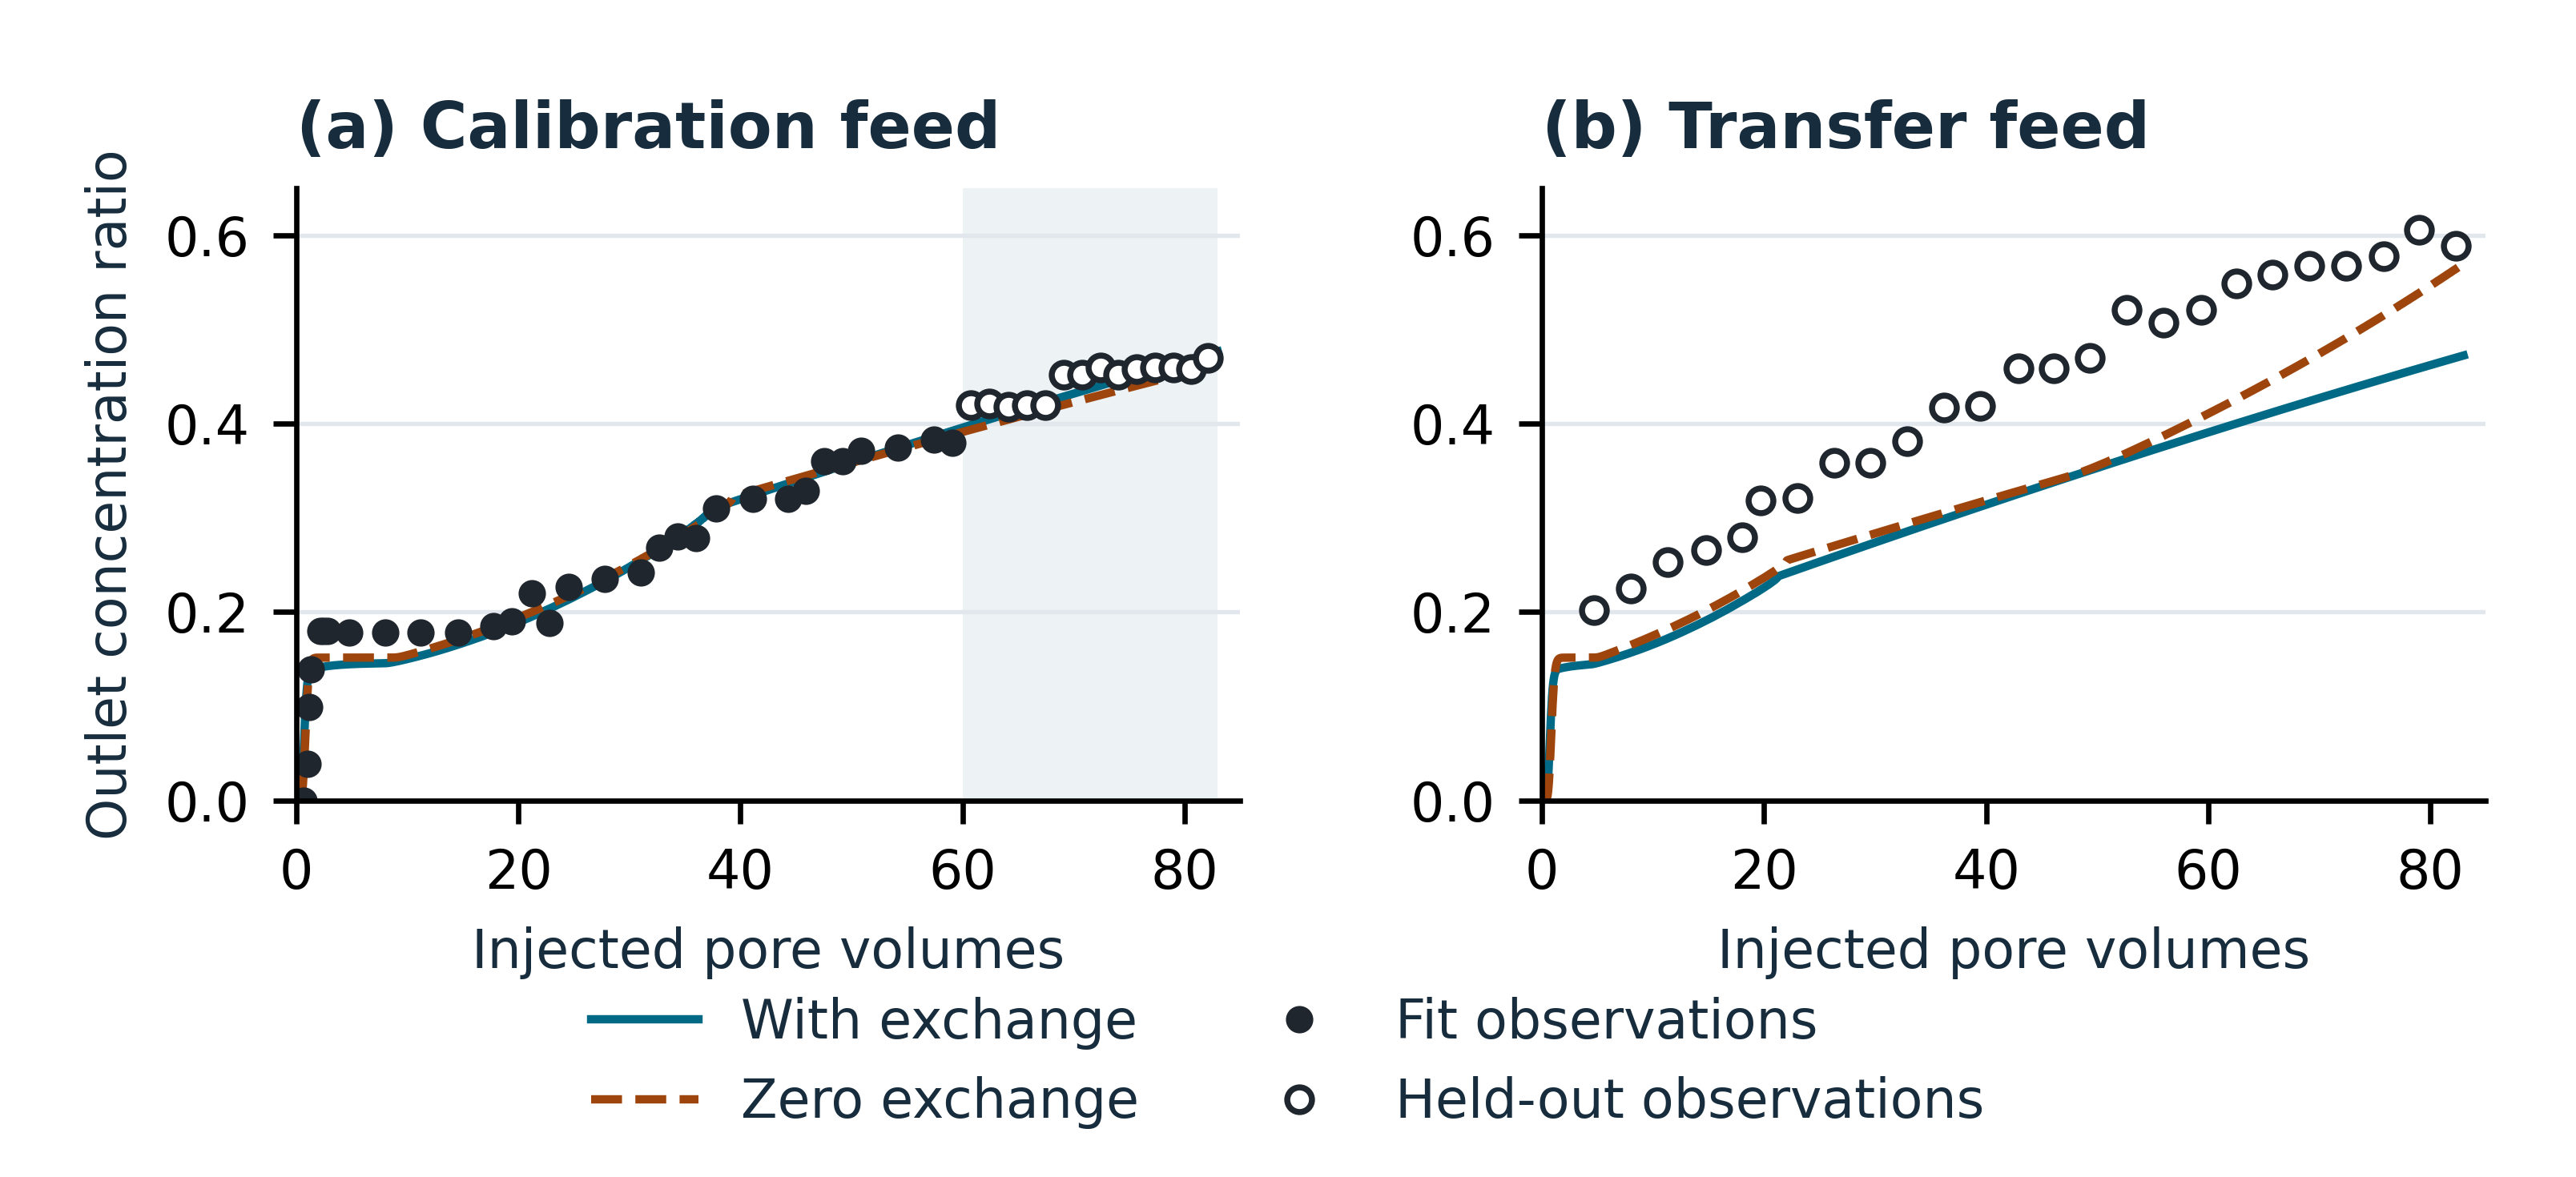 (a) Calibration feed
Outlet concentration ratio
0.6
0.4
0.2
0.0
0 20 40 60 80
Injected pore volumes
(b) Transfer feed
0.6
0.4
0.2
0.0
0 20 40 60 80
Injected pore volumes
With exchange
Zero exchange
Fit observations
Held-out observations